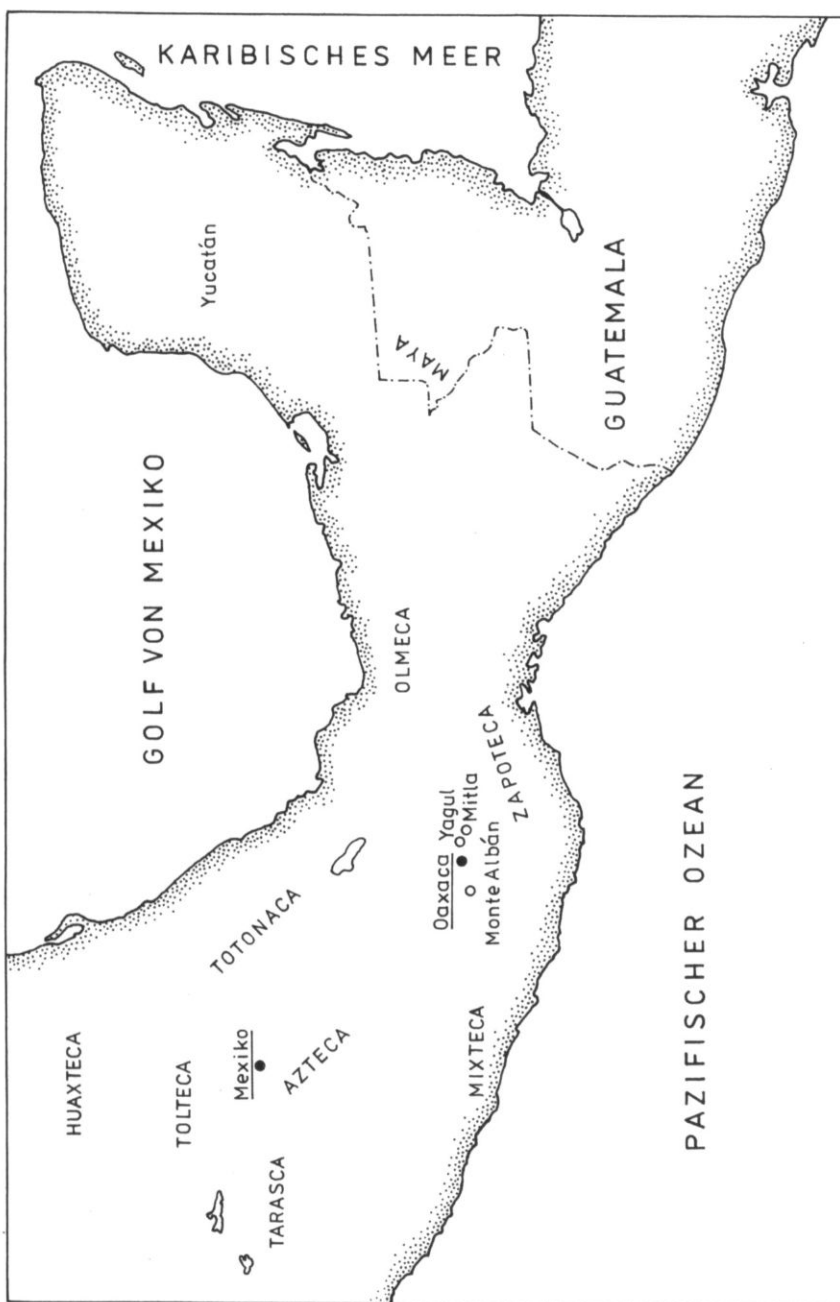 KARIBISCHES MEER
GOLF VON MEXIKO
Yucatán
MAYA
GUATEMALA
OLMECA
ZAPOTECA
Oaxaca Yagul
Mitla
Monte Albán
TOTONACA
HUAXTECA
TOLTECA
Mexiko
AZTECA
MIXTECA
TARASCA
PAZIFISCHER OZEAN